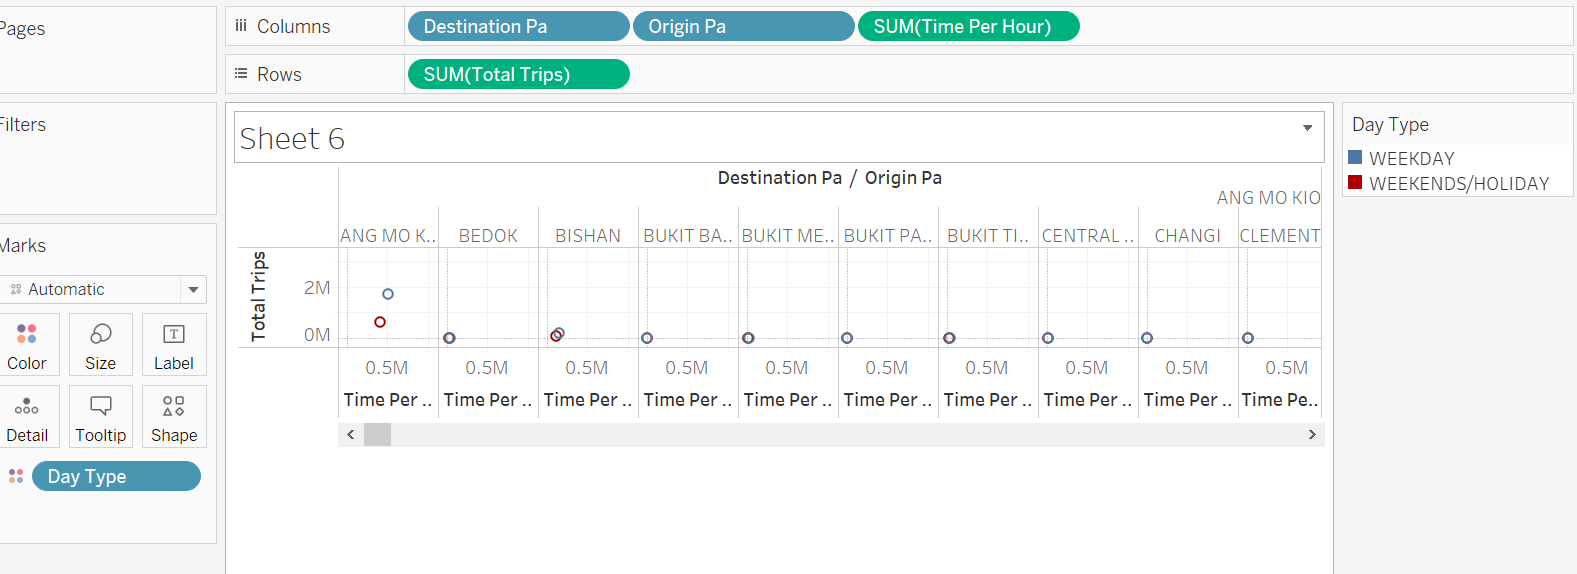 Pages
Columns
Destination Pa
Origin Pa
SUM(Time Per Hour)
Rows
SUM(Total Trips)
Filters
Sheet 6
Destination Pa / Origin Pa
ANG MO KIO
ANG MO K.. BEDOK BISHAN BUKIT BA.. BUKIT ME.. BUKIT PA.. BUKIT TI.. CENTRAL .. CHANGI CLEMENT
Total Trips
2M
0M
0.5M 0.5M 0.5M 0.5M 0.5M 0.5M 0.5M 0.5M 0.5M 0.5M
Time Per .. Time Per .. Time Per .. Time Per .. Time Per .. Time Per .. Time Per .. Time Per .. Time Per .. Time Pe..
Marks
Automatic
Color Size Label
T
Detail Tooltip Shape
Day Type
Day Type
WEEKDAY
WEEKENDS/HOLIDAY